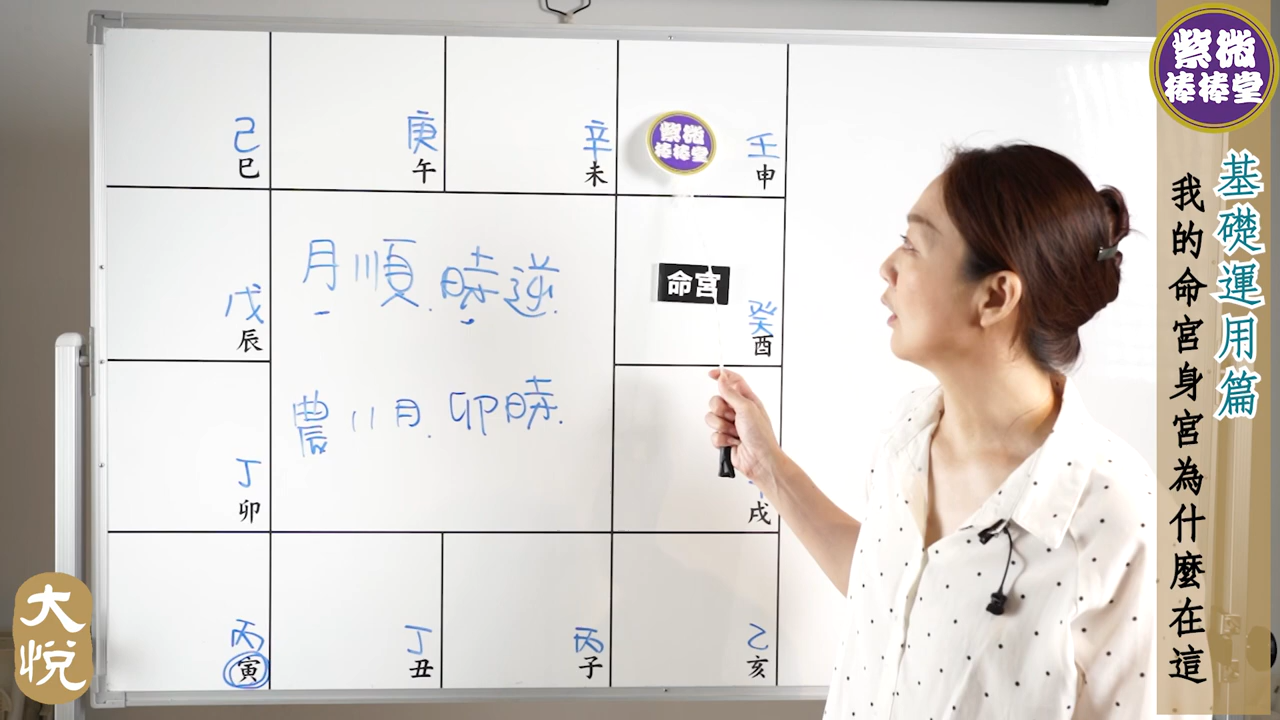 紫微
棒棒堂
基礎運用篇
我的命宮身宮為什麼在這
己
巳
庚
午
辛
未
紫微
棒棒堂
壬
申
戊
辰
月順.時逆.
命宮
癸
酉
農11月.卯時.
丁
卯
戌
丙
寅
丁
丑
丙
子
乙
亥
大悅